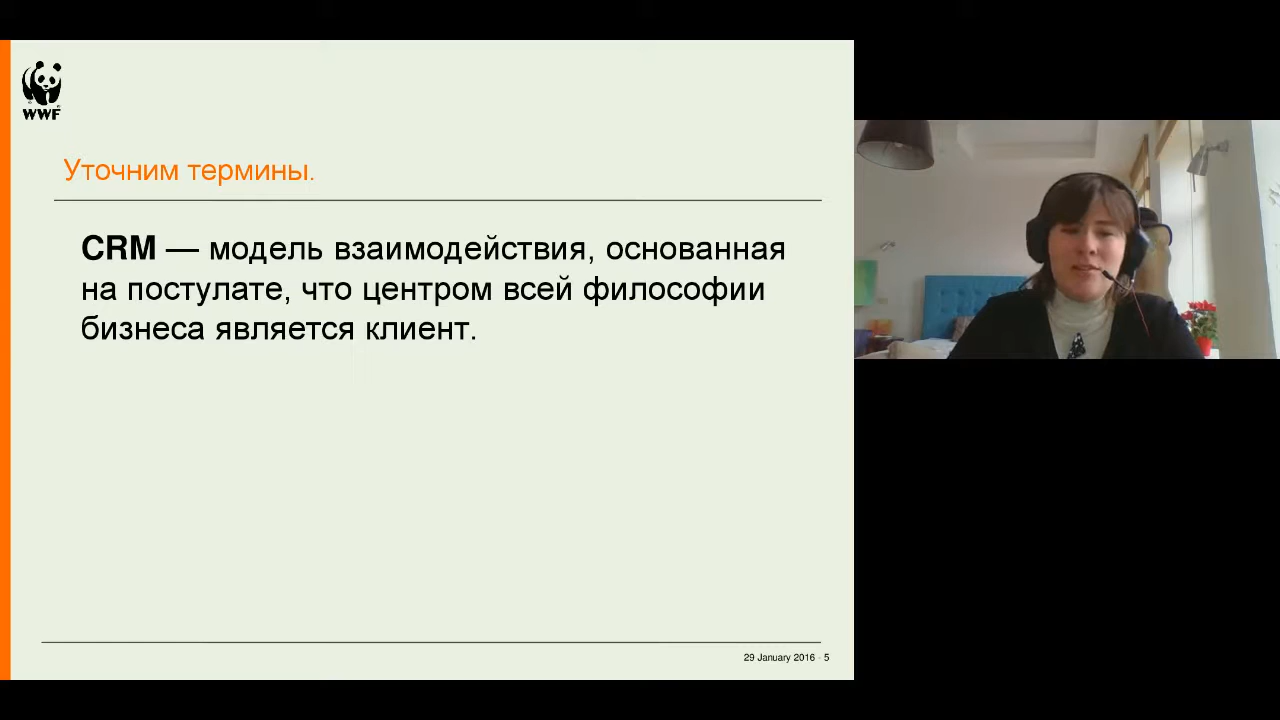 WWF
Уточним термины.
CRM — модель взаимодействия, основанная
на постулате, что центром всей философии
бизнеса является клиент.
29 January 2016 - 5